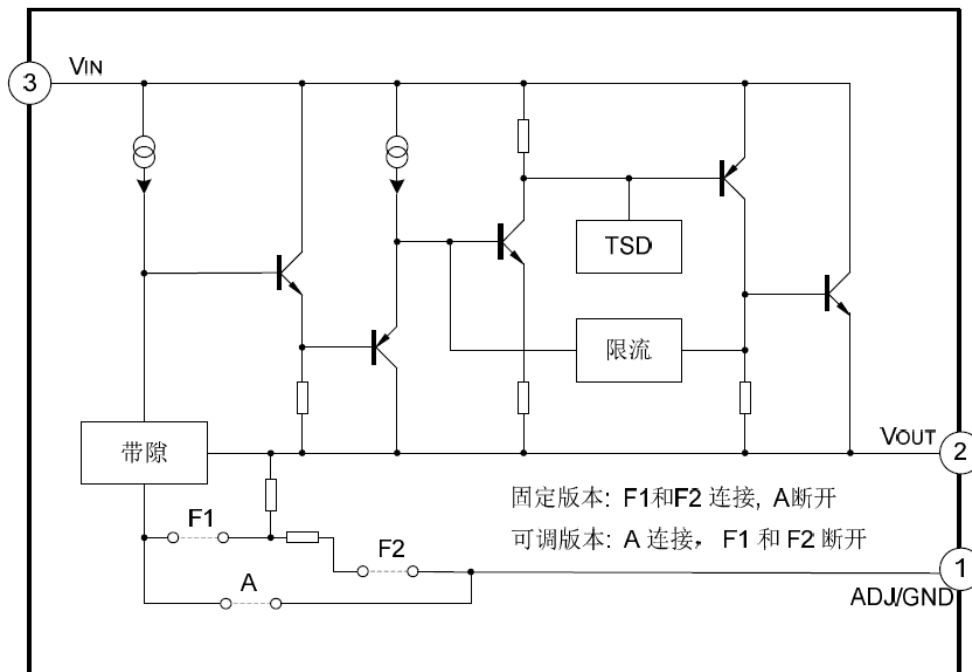 3
VIN
TSD
限流
带隙
VOUT
2
固定版本: F1和F2 连接, A断开
可调版本: A 连接， F1 和 F2 断开
F1
F2
A
1
ADJ/GND